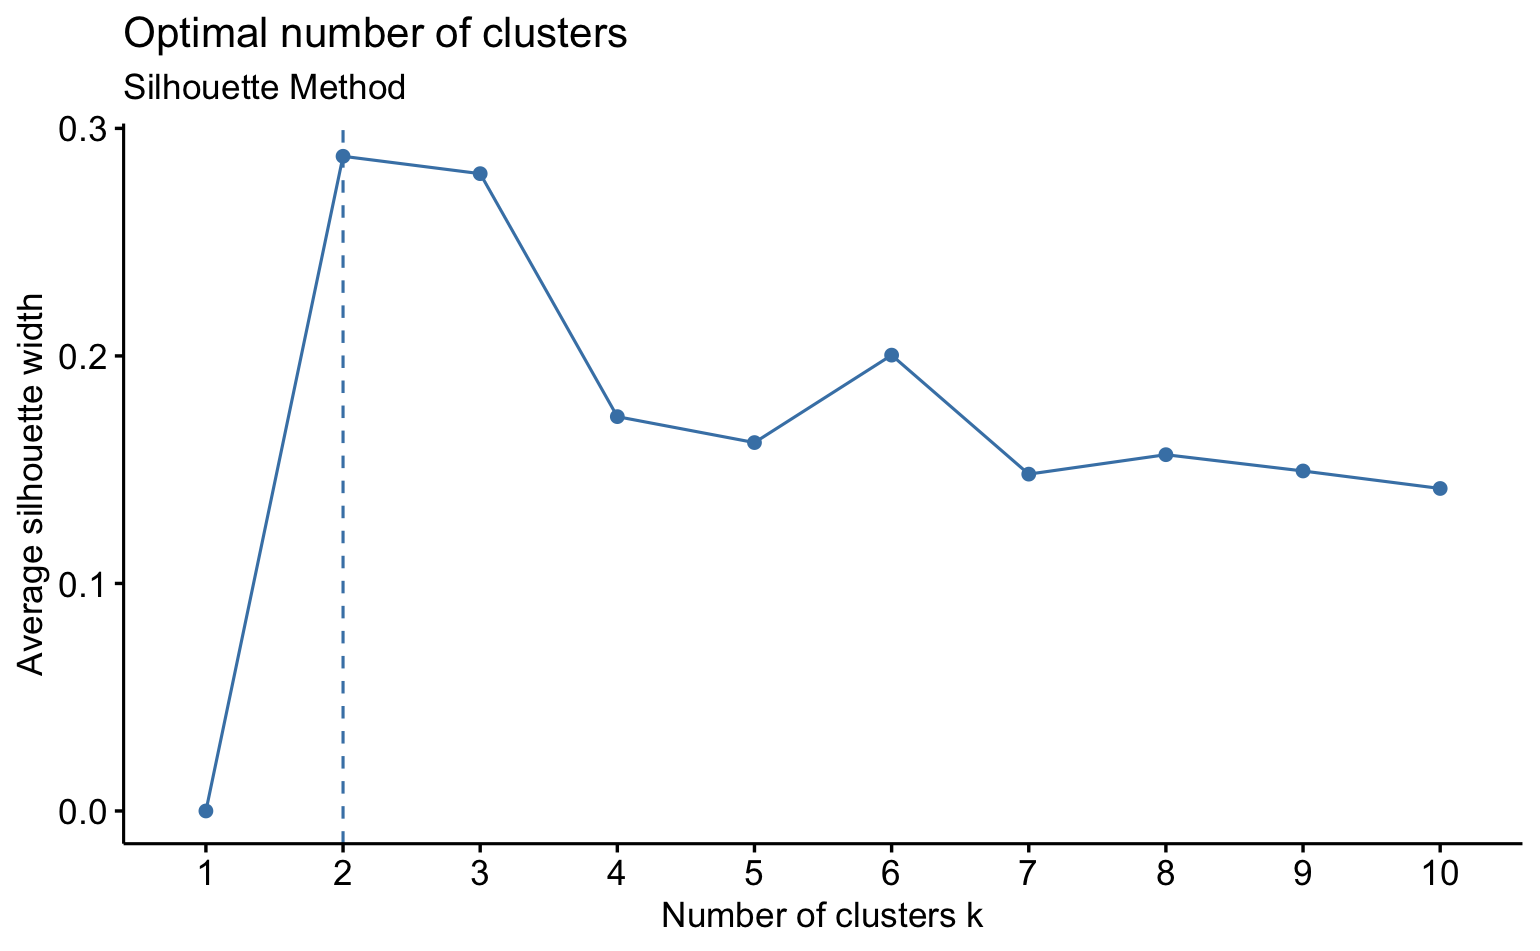 Optimal number of clusters
Silhouette Method
Average silhouette width
0.3
0.2
0.1
0.0
1 2 3 4 5 6 7 8 9 10
Number of clusters k